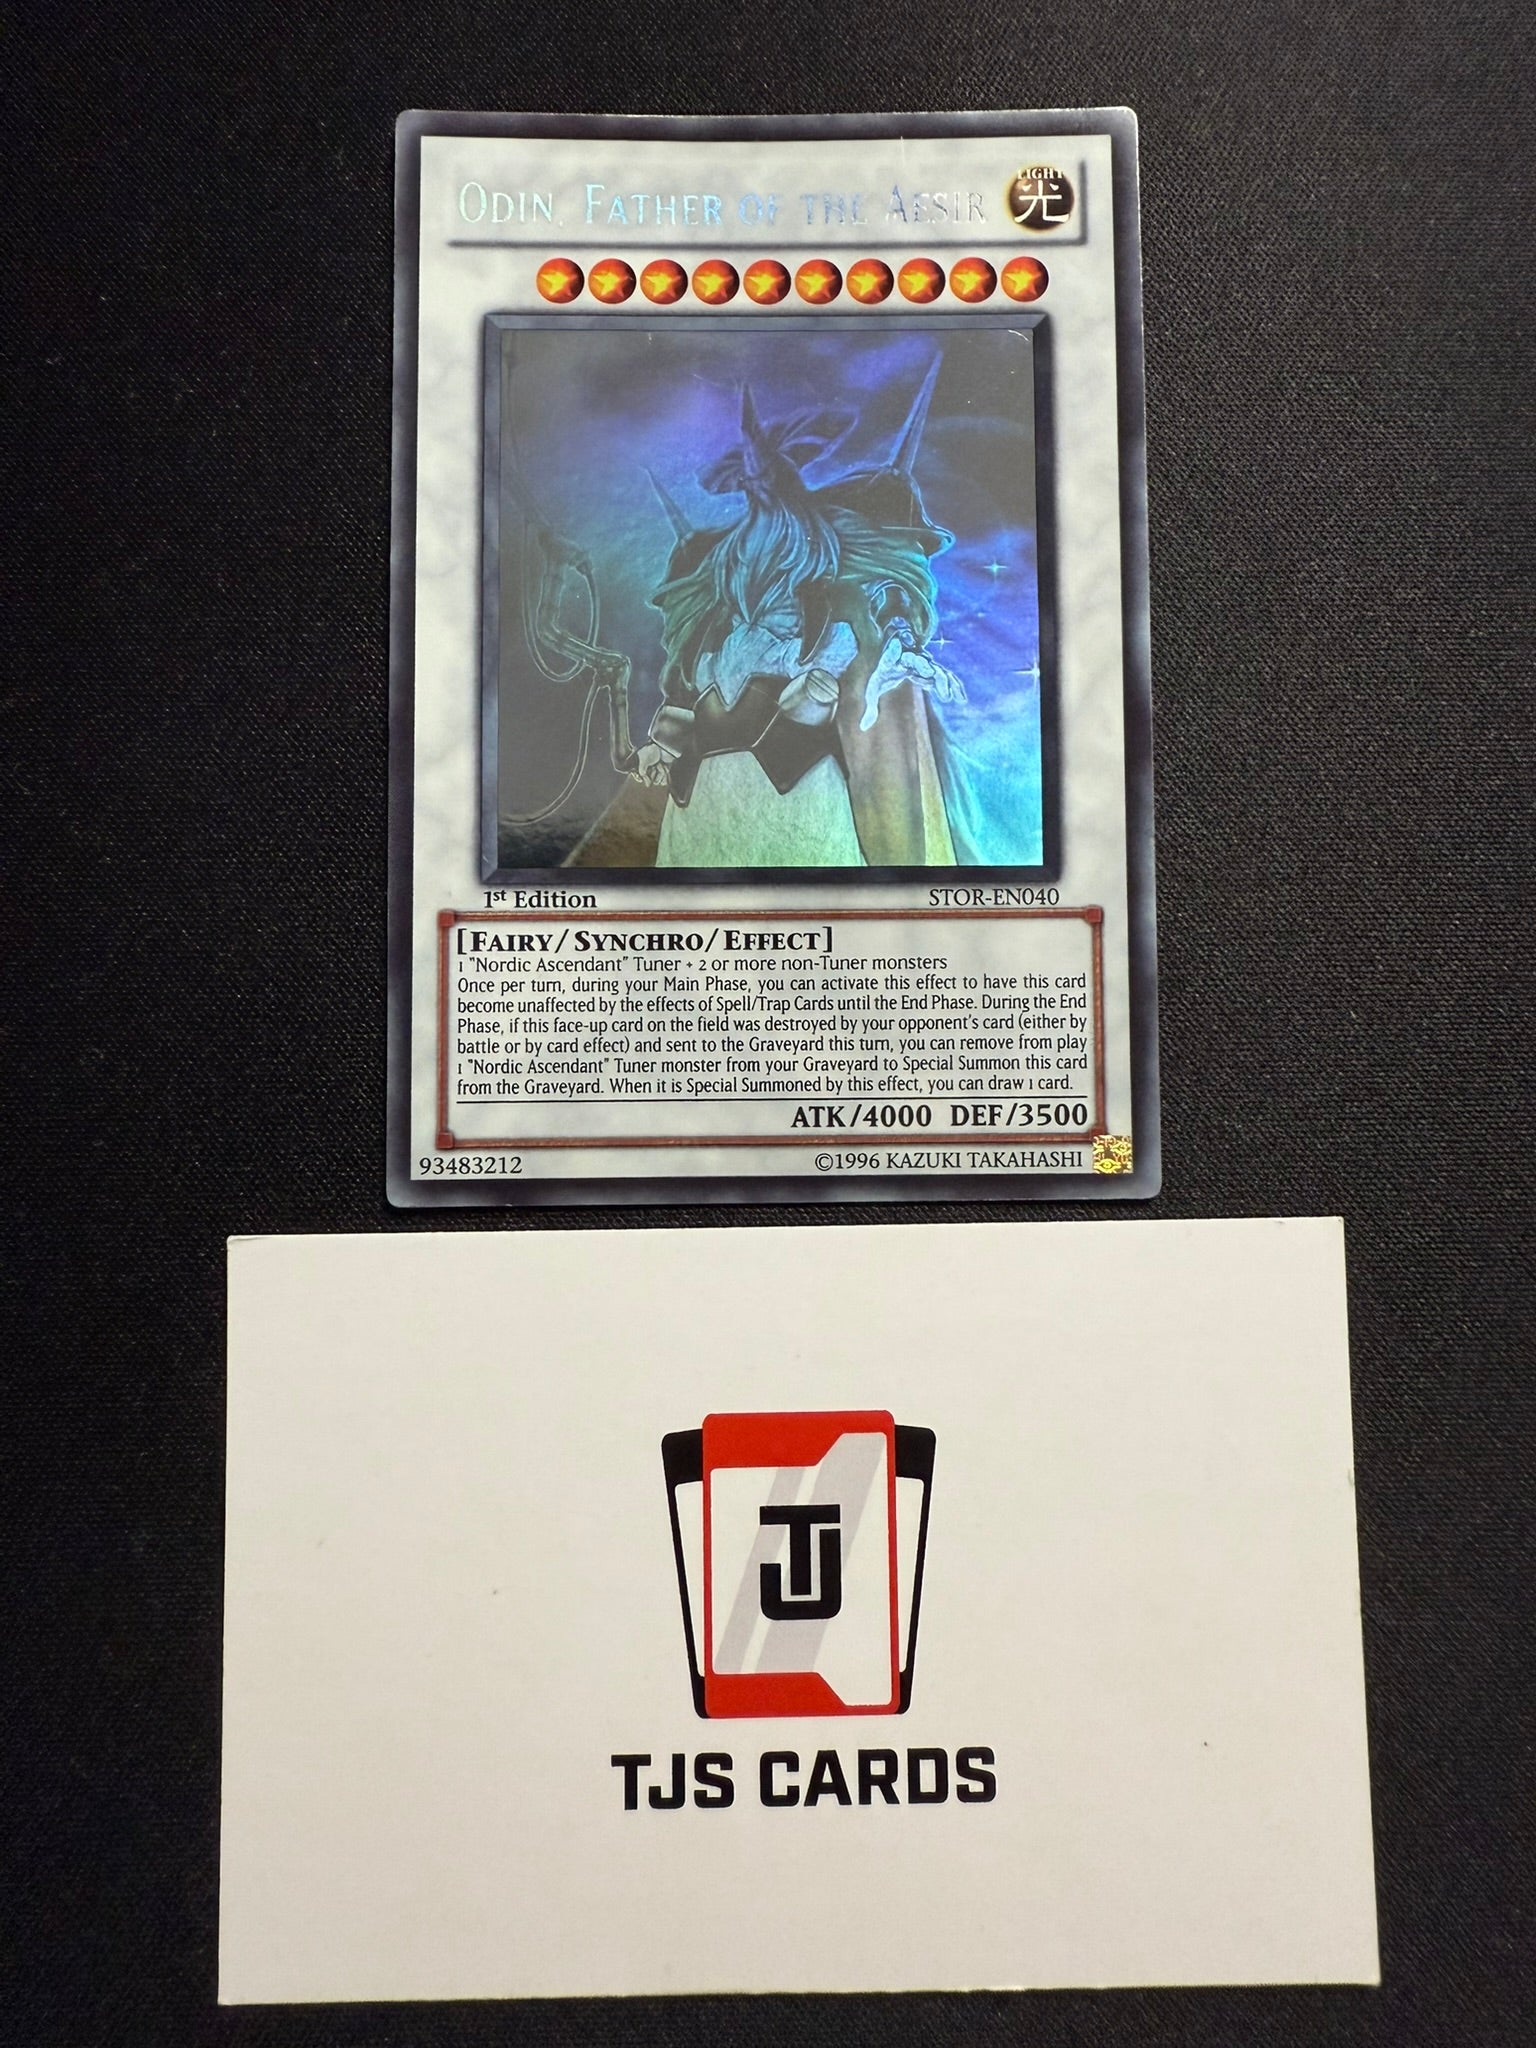 ODIN, FATHER OF THE AESIR
LIGHT
光
1st Edition
STOR-EN040
[FAIRY/SYNCHRO/EFFECT]
1 "Nordic Ascendant" Tuner + 2 or more non-Tuner monsters
Once per turn, during your Main Phase, you can activate this effect to have this card
become unaffected by the effects of Spell/Trap Cards until the End Phase. During the End
Phase, if this face-up card on the field was destroyed by your opponent's card (either by
battle or by card effect) and sent to the Graveyard this turn, you can remove from play
1 "Nordic Ascendant" Tuner monster from your Graveyard to Special Summon this card
from the Graveyard. When it is Special Summoned by this effect, you can draw 1 card.
ATK/4000 DEF/3500
93483212
©1996 KAZUKI TAKAHASHI
TJ
TJS CARDS